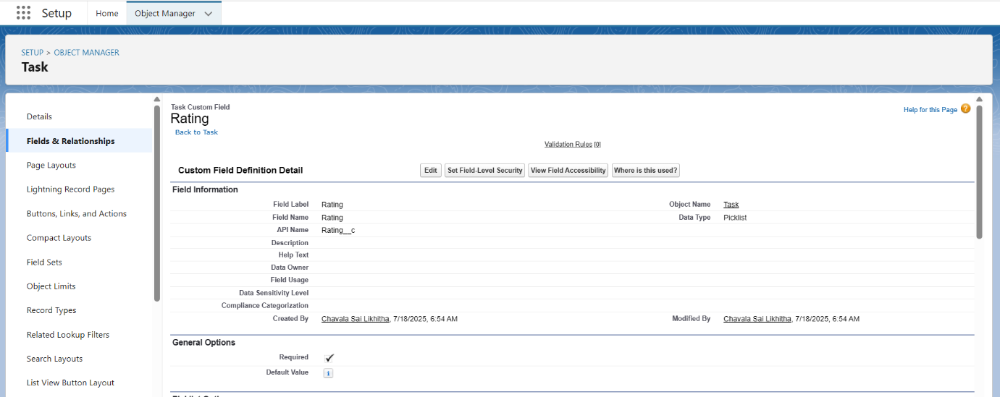 Setup Home Object Manager
SETUP > OBJECT MANAGER
Task
Details
Fields & Relationships
Page Layouts
Lightning Record Pages
Buttons, Links, and Actions
Compact Layouts
Field Sets
Object Limits
Record Types
Related Lookup Filters
Search Layouts
List View Button Layout
Task Custom Field
Rating
Back to Task
Help for this Page ?
Validation Rules [0]
Custom Field Definition Detail Edit Set Field-Level Security View Field Accessibility Where is this used?
Field Information
Field Label Rating Object Name Task
Field Name Rating Data Type Picklist
API Name Rating__c
Description
Help Text
Data Owner
Field Usage
Data Sensitivity Level
Compliance Categorization
Created By Chavala Sai Likhitha, 7/18/2025, 6:54 AM Modified By Chavala Sai Likhitha, 7/18/2025, 6:54 AM
General Options
Required ✓
Default Value i